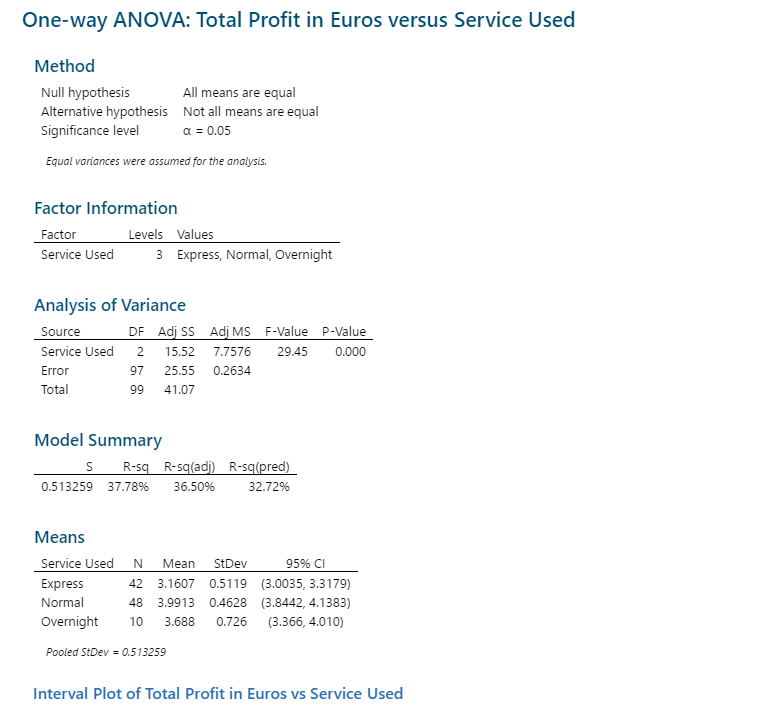 One-way ANOVA: Total Profit in Euros versus Service Used
Method
Null hypothesis All means are equal
Alternative hypothesis Not all means are equal
Significance level α = 0.05
Equal variances were assumed for the analysis.
Factor Information
Factor Levels Values
Service Used 3 Express, Normal, Overnight
Analysis of Variance
Source DF Adj SS Adj MS F-Value P-Value
Service Used 2 15.52 7.7576 29.45 0.000
Error 97 25.55 0.2634
Total 99 41.07
Model Summary
S R-sq R-sq(adj) R-sq(pred)
0.513259 37.78% 36.50% 32.72%
Means
Service Used N Mean StDev 95% CI
Express 42 3.1607 0.5119 (3.0035, 3.3179)
Normal 48 3.9913 0.4628 (3.8442, 4.1383)
Overnight 10 3.688 0.726 (3.366, 4.010)
Pooled StDev = 0.513259
Interval Plot of Total Profit in Euros vs Service Used